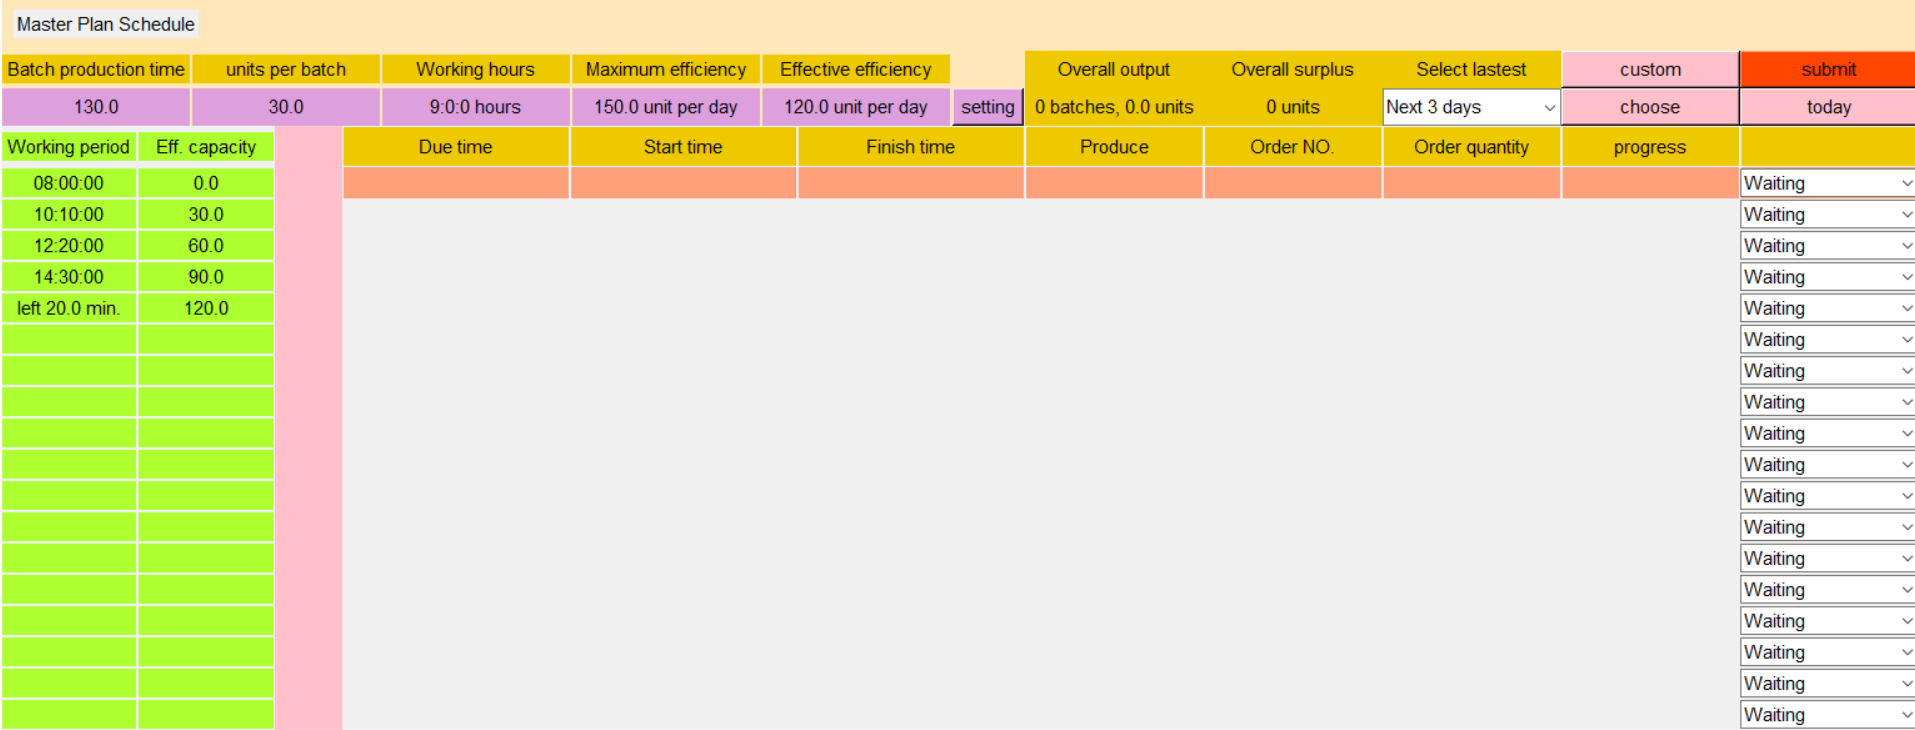 Master Plan Schedule
Batch production time units per batch Working hours Maximum efficiency Effective efficiency Overall output Overall surplus Select lastest custom submit
130.0 30.0 9:0:0 hours 150.0 unit per day 120.0 unit per day setting 0 batches, 0.0 units 0 units Next 3 days choose today
Working period Eff. capacity Due time Start time Finish time Produce Order NO. Order quantity progress
08:00:00 0.0 Waiting
10:10:00 30.0 Waiting
12:20:00 60.0 Waiting
14:30:00 90.0 Waiting
left 20.0 min. 120.0 Waiting
Waiting
Waiting
Waiting
Waiting
Waiting
Waiting
Waiting
Waiting
Waiting
Waiting
Waiting
Waiting
Waiting